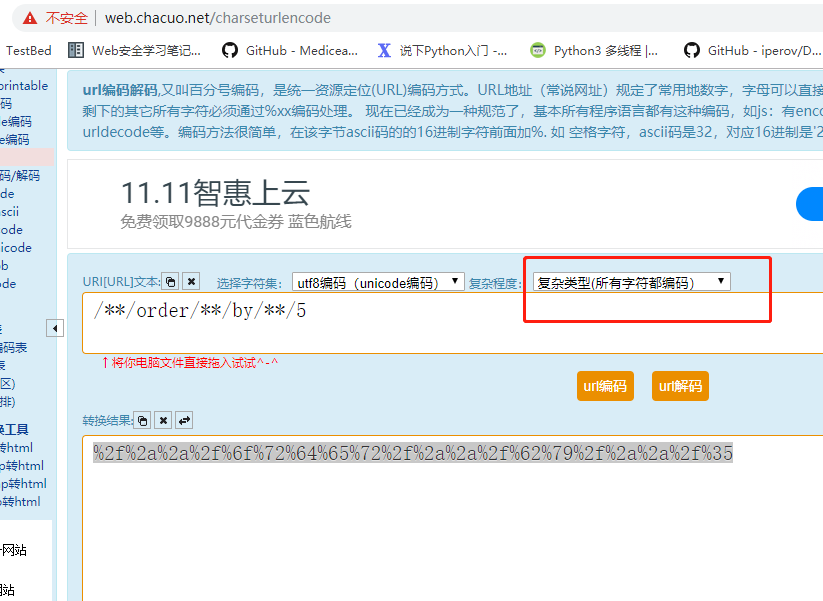 不安全 | web.chacuo.net/charseturlencode
TestBed Web安全学习笔记... GitHub - Medicea... 说下Python入门 -... Python3 多线程 |... GitHub - iperov/D...
printable
码
e编码
e编码
码/解码
de
scii
ode
nicode
b
ode
编码表
表
区)
排)
换工具
转html
p转html
p转html
转html
网站
网站
url编码解码,又叫百分号编码，是统一资源定位(URL)编码方式。URL地址（常说网址）规定了常用地数字，字母可以直接
剩下的其它所有字符必须通过%xx编码处理。 现在已经成为一种规范了，基本所有程序语言都有这种编码，如js：有enco
urldecode等。编码方法很简单，在该字节ascii码的的16进制字符前面加%. 如 空格字符，ascii码是32，对应16进制是'2
11.11智惠上云
免费领取9888元代金券 蓝色航线
URI[URL]文本: 选择字符集: utf8编码（unicode编码） 复杂程度: 复杂类型(所有字符都编码)
/**/order/**/by/**/5
↑将你电脑文件直接拖入试试^-^
url编码 url解码
转换结果:
%2f%2a%2a%2f%6f%72%64%65%72%2f%2a%2a%2f%62%79%2f%2a%2a%2f%35